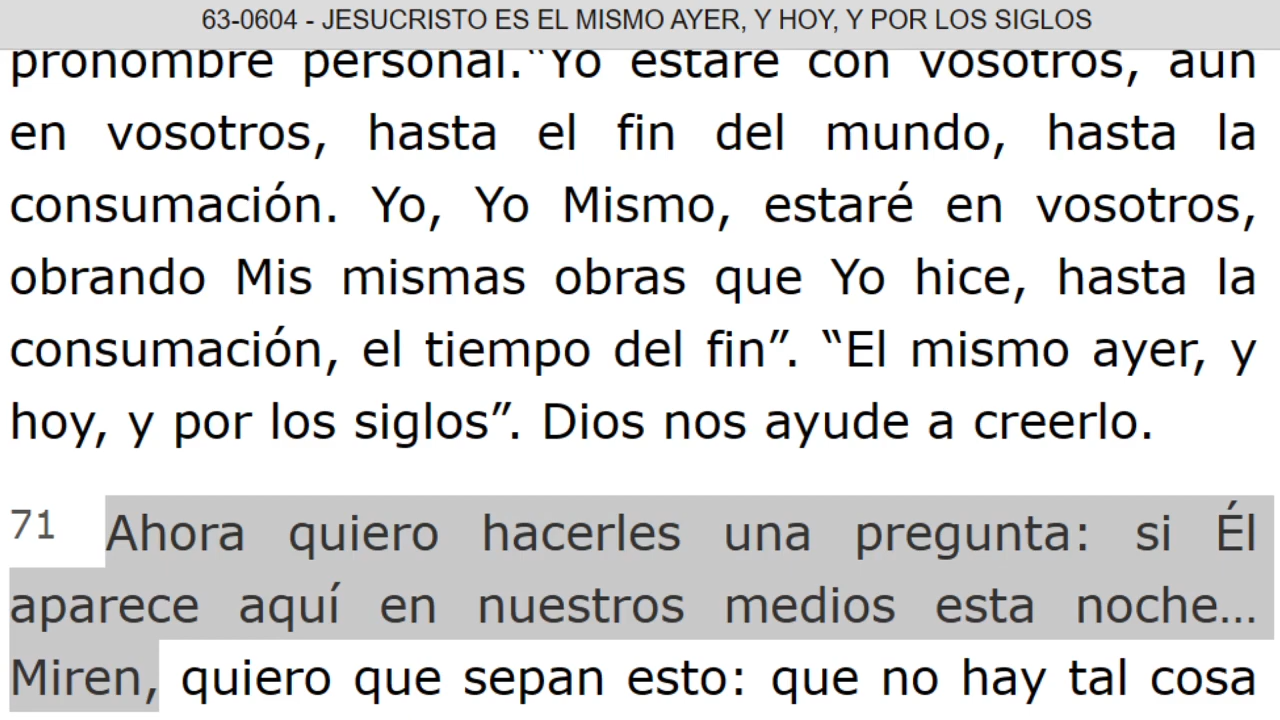 63-0604 - JESUCRISTO ES EL MISMO AYER, Y HOY, Y POR LOS SIGLOS
pronombre personal.“Yo estaré con vosotros, aun
en vosotros, hasta el fin del mundo, hasta la
consumación. Yo, Yo Mismo, estaré en vosotros,
obrando Mis mismas obras que Yo hice, hasta la
consumación, el tiempo del fin”. “El mismo ayer, y
hoy, y por los siglos”. Dios nos ayude a creerlo.
71 Ahora quiero hacerles una pregunta: si Él
aparece aquí en nuestros medios esta noche…
Miren, quiero que sepan esto: que no hay tal cosa